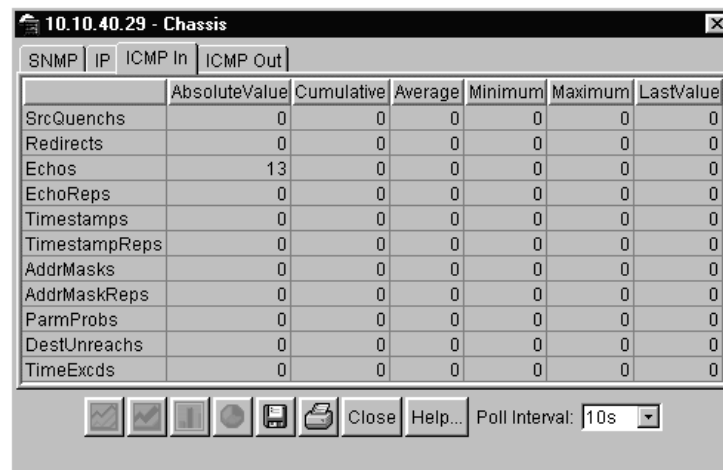 10.10.40.29 - Chassis
SNMP IP ICMP In ICMP Out
AbsoluteValue Cumulative Average Minimum Maximum LastValue
SrcQuenchs 0 0 0 0 0 0
Redirects 0 0 0 0 0 0
Echos 13 0 0 0 0 0
EchoReps 0 0 0 0 0 0
Timestamps 0 0 0 0 0 0
TimestampReps 0 0 0 0 0 0
AddrMasks 0 0 0 0 0 0
AddrMaskReps 0 0 0 0 0 0
ParmProbs 0 0 0 0 0 0
DestUnreachs 0 0 0 0 0 0
TimeExcds 0 0 0 0 0 0
Close Help... Poll Interval: 10s